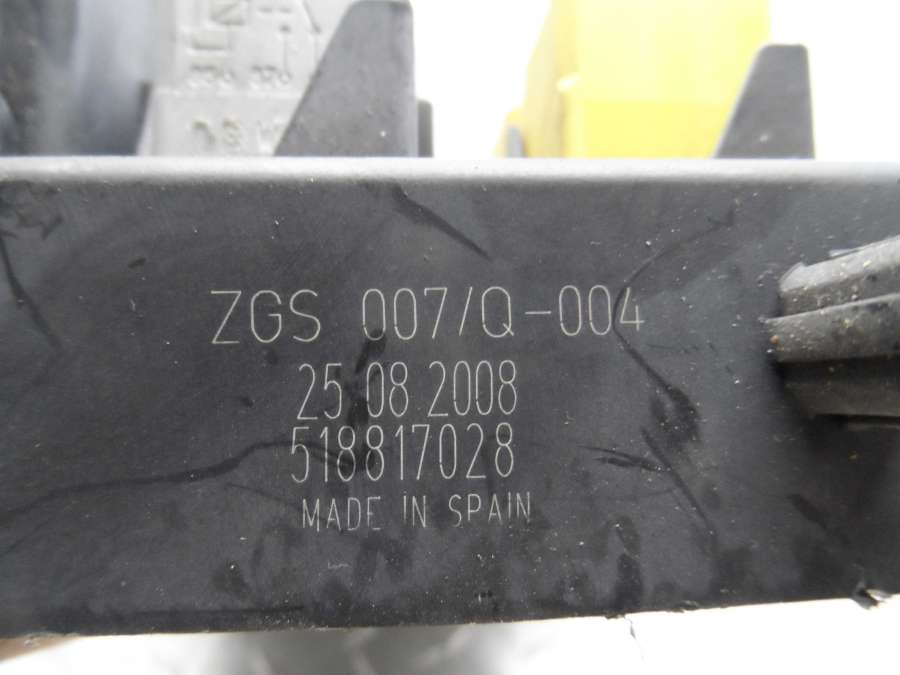 ZGS 007/Q-004
25.08.2008
518817028
MADE IN SPAIN